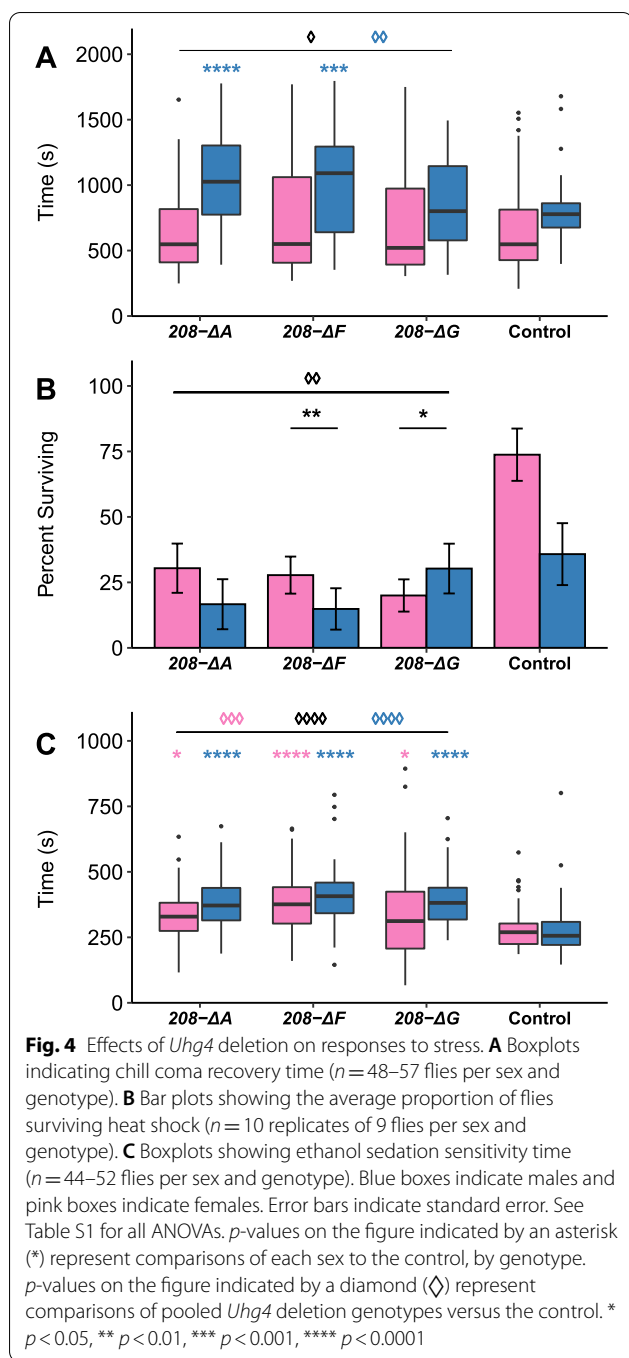 A
◊ ◊◊
**** ***
2000
1500
1000
500
0
Time (s)
208−ΔA 208−ΔF 208−ΔG Control
B
◊◊
** *
100
75
50
25
0
Percent Surviving
208−ΔA 208−ΔF 208−ΔG Control
C
◊◊◊ ◊◊◊◊ ◊◊◊◊
* **** **** **** * ****
1000
750
500
250
0
Time (s)
208−ΔA 208−ΔF 208−ΔG Control
Fig. 4 Effects of Uhg4 deletion on responses to stress. A Boxplots
indicating chill coma recovery time (n = 48–57 flies per sex and
genotype). B Bar plots showing the average proportion of flies
surviving heat shock (n = 10 replicates of 9 flies per sex and
genotype). C Boxplots showing ethanol sedation sensitivity time
(n = 44–52 flies per sex and genotype). Blue boxes indicate males and
pink boxes indicate females. Error bars indicate standard error. See
Table S1 for all ANOVAs. p-values on the figure indicated by an asterisk
(*) represent comparisons of each sex to the control, by genotype.
p-values on the figure indicated by a diamond (◊) represent
comparisons of pooled Uhg4 deletion genotypes versus the control. *
p < 0.05, ** p < 0.01, *** p < 0.001, **** p < 0.0001